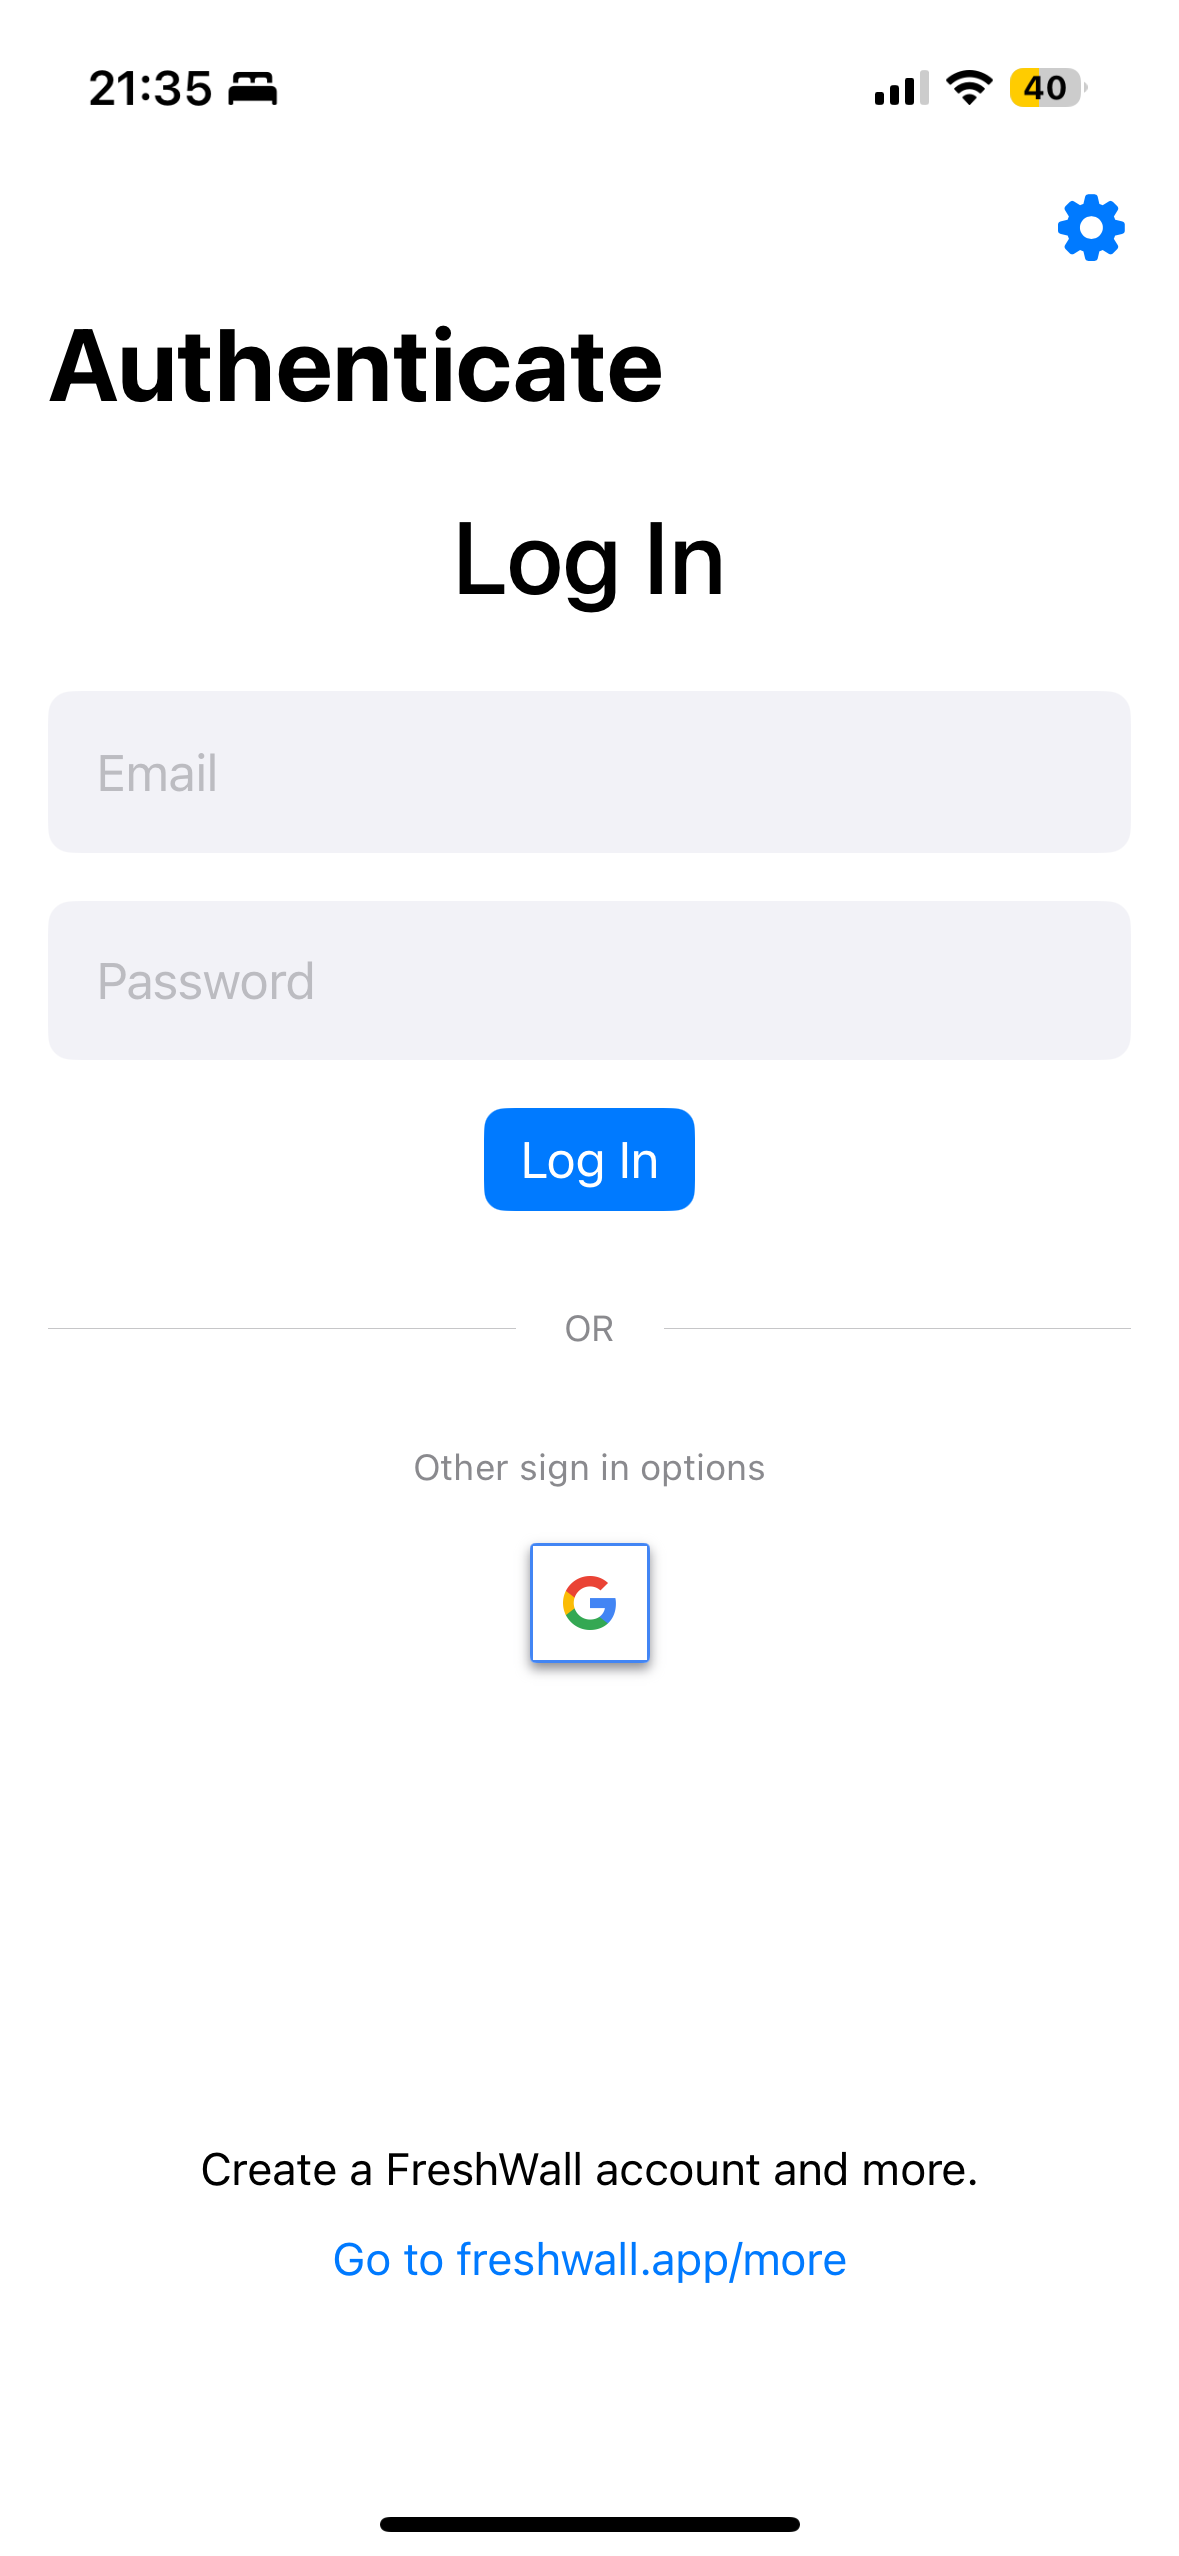 21:35
40
Authenticate
Log In
Email
Password
Log In
OR
Other sign in options
G
Create a FreshWall account and more.
Go to freshwall.app/more